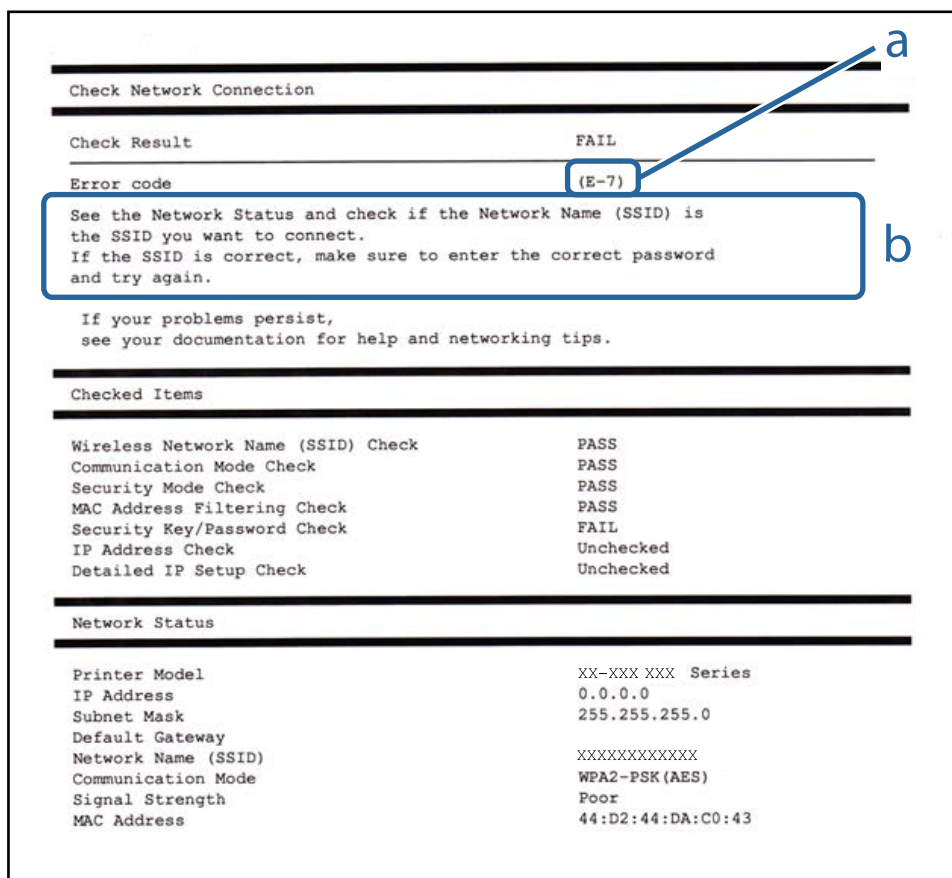 a
Check Network Connection
Check Result FAIL
Error code (E-7)
See the Network Status and check if the Network Name (SSID) is
the SSID you want to connect.
If the SSID is correct, make sure to enter the correct password
and try again.
b
If your problems persist,
see your documentation for help and networking tips.
Checked Items
Wireless Network Name (SSID) Check PASS
Communication Mode Check PASS
Security Mode Check PASS
MAC Address Filtering Check PASS
Security Key/Password Check FAIL
IP Address Check Unchecked
Detailed IP Setup Check Unchecked
Network Status
Printer Model XX-XXX XXX Series
IP Address 0.0.0.0
Subnet Mask 255.255.255.0
Default Gateway
Network Name (SSID) XXXXXXXXXXXX
Communication Mode WPA2-PSK(AES)
Signal Strength Poor
MAC Address 44:D2:44:DA:C0:43